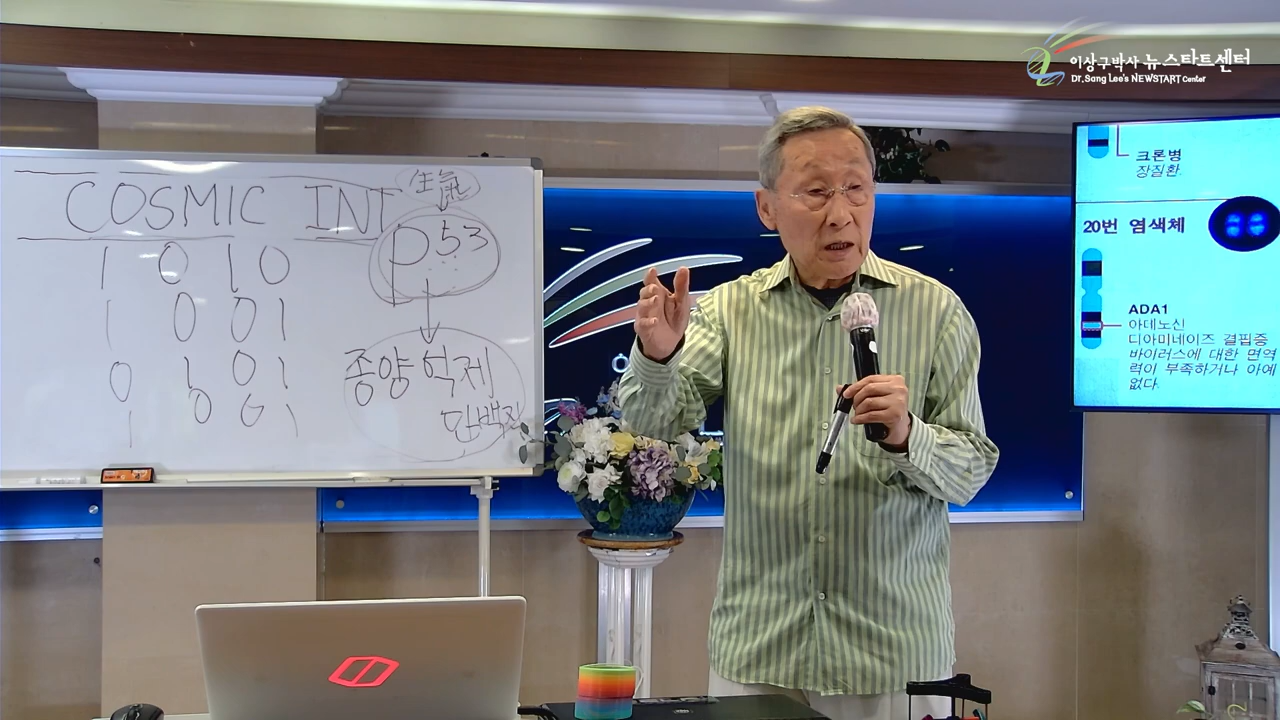 이상구박사 뉴스타트센터
Dr. Sang Lee's NEWSTART Center
COSMIC INT
生氣
1 0 1 0
p53
1 0 0 1
0 1 0 1
종양억제
1 0 0 1
단백질
크론병
장질환
20번 염색체
ADA1
아데노신
디아미네이즈 결핍증
바이러스에 대한 면역
력이 부족하거나 아예
없다.